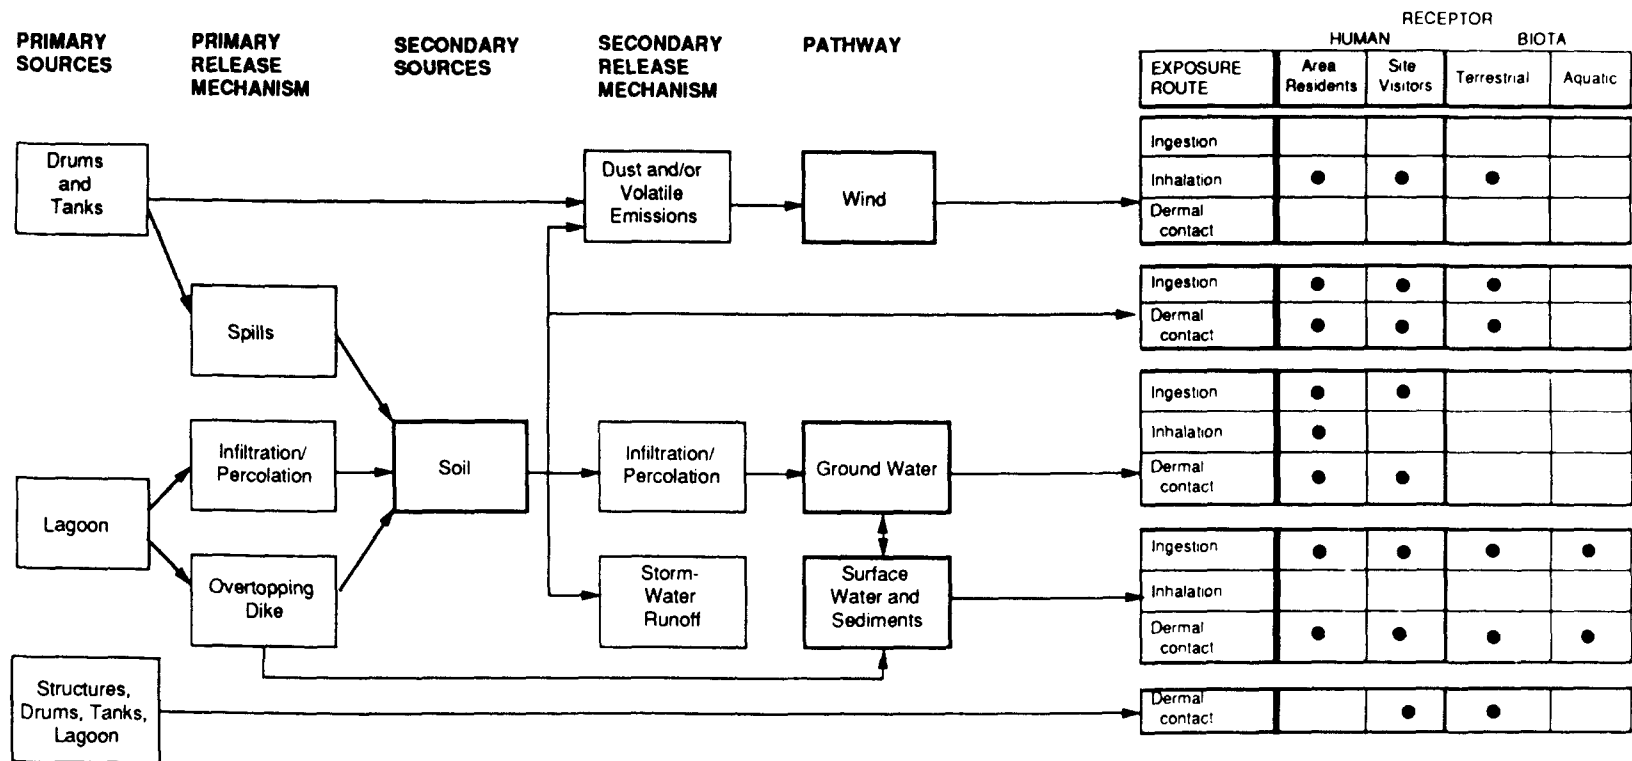 RECEPTOR
PRIMARY
SOURCES
PRIMARY
RELEASE
MECHANISM
SECONDARY
SOURCES
SECONDARY
RELEASE
MECHANISM
PATHWAY
HUMAN
BIOTA
EXPOSURE
ROUTE
Area
Residents
Site
Visitors
Terrestrial
Aquatic
Drums
and
Tanks
Dust and/or
Volatile
Emissions
Wind
Ingestion
Inhalation
Dermal
contact
Spills
Ingestion
Dermal
contact
Lagoon
Infiltration/
Percolation
Soil
Infiltration/
Percolation
Ground Water
Ingestion
Inhalation
Dermal
contact
Overtopping
Dike
Storm-
Water
Runoff
Surface
Water and
Sediments
Ingestion
Inhalation
Dermal
contact
Structures,
Drums, Tanks,
Lagoon
Dermal
contact